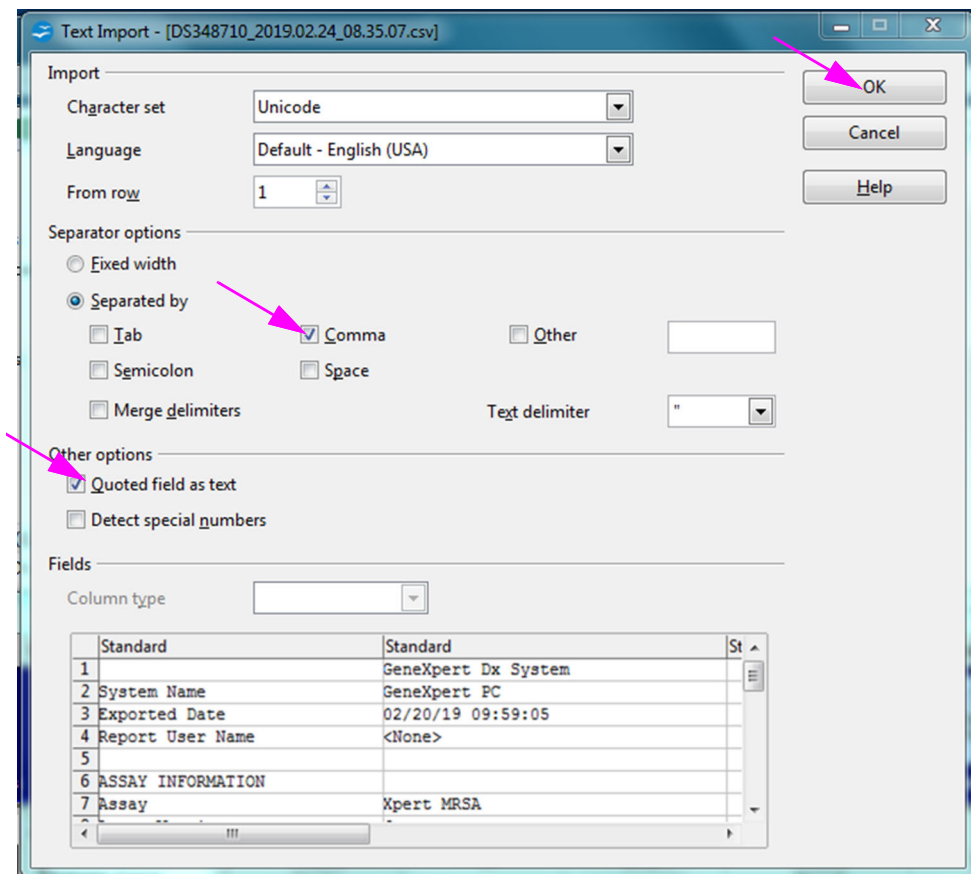 Text Import - [DS348710_2019.02.24_08.35.07.csv]
Import
Character set Unicode
Language Default - English (USA)
From row 1
OK
Cancel
Help
Separator options
Fixed width
Separated by
Tab Comma Other
Semicolon Space
Merge delimiters Text delimiter "
Other options
Quoted field as text
Detect special numbers
Fields
Column type
Standard Standard St
1 GeneXpert Dx System
2 System Name GeneXpert PC
3 Exported Date 02/20/19 09:59:05
4 Report User Name <None>
5
6 ASSAY INFORMATION
7 Assay Xpert MRSA